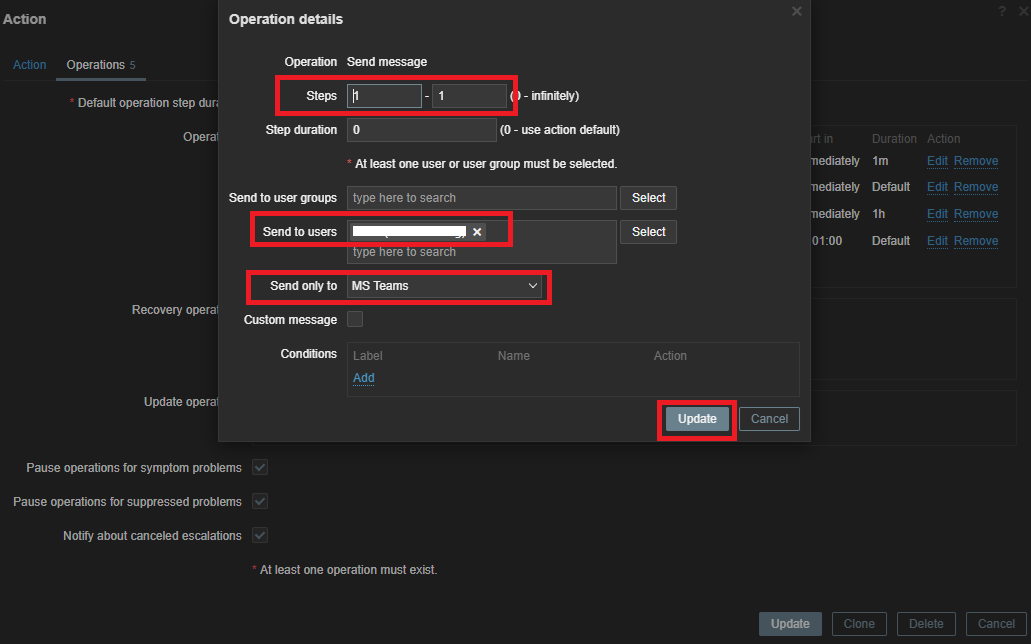 Action
? ×
Action Operations 5
* Default operation step dura
Operat
rt in Duration Action
mediately 1m Edit Remove
mediately Default Edit Remove
mediately 1h Edit Remove
01:00 Default Edit Remove
Recovery operat
Update operat
Pause operations for symptom problems
Pause operations for suppressed problems
Notify about canceled escalations
* At least one operation must exist.
Update Clone Delete Cancel
Operation details ×
Operation Send message
Steps 1 - 1 (0 - infinitely)
Step duration 0 (0 - use action default)
* At least one user or user group must be selected.
Send to user groups type here to search Select
Send to users × Select
type here to search
Send only to MS Teams
Custom message
Conditions Label Name Action
Add
Update Cancel